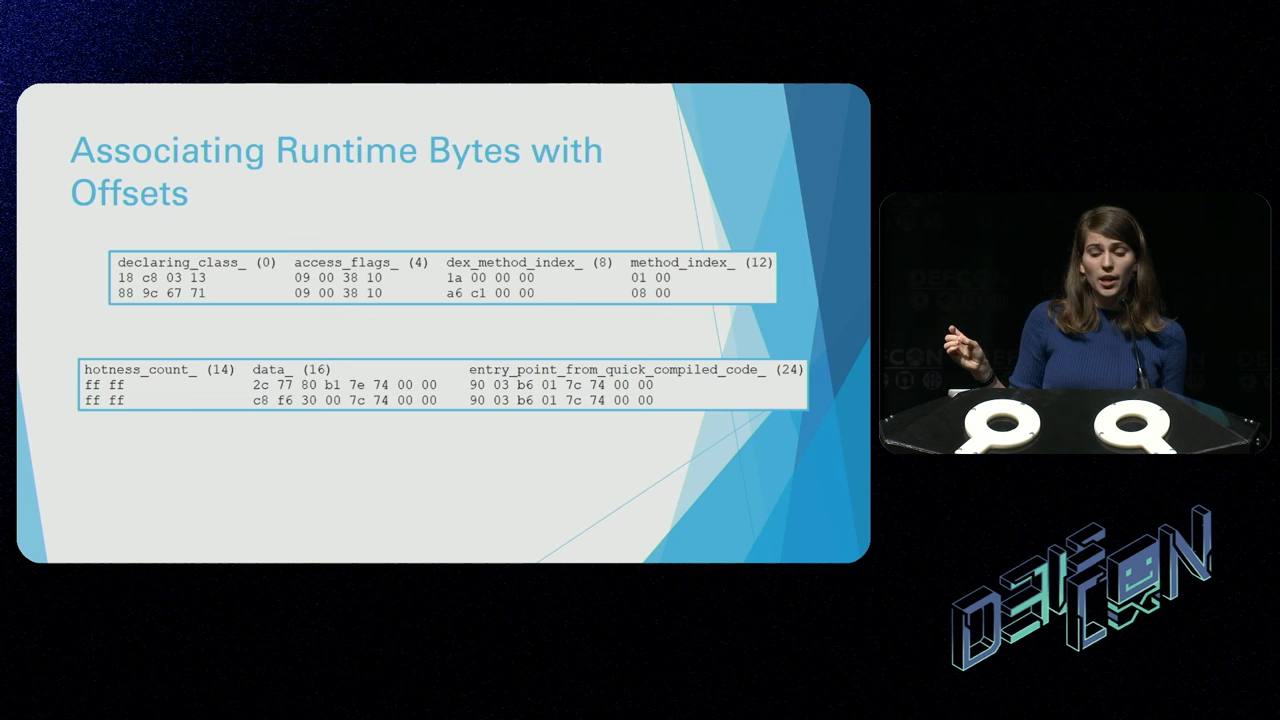 Associating Runtime Bytes with
Offsets
declaring_class_ (0) access_flags_ (4) dex_method_index_ (8) method_index_ (12)
18 c8 03 13 09 00 38 10 1a 00 00 00 01 00
88 9c 67 71 09 00 38 10 a6 c1 00 00 08 00
hotness_count_ (14) data_ (16) entry_point_from_quick_compiled_code_ (24)
ff ff 2c 77 80 b1 7e 74 00 00 90 03 b6 01 7c 74 00 00
ff ff c8 f6 30 00 7c 74 00 00 90 03 b6 01 7c 74 00 00
DEFCON
DEFCON